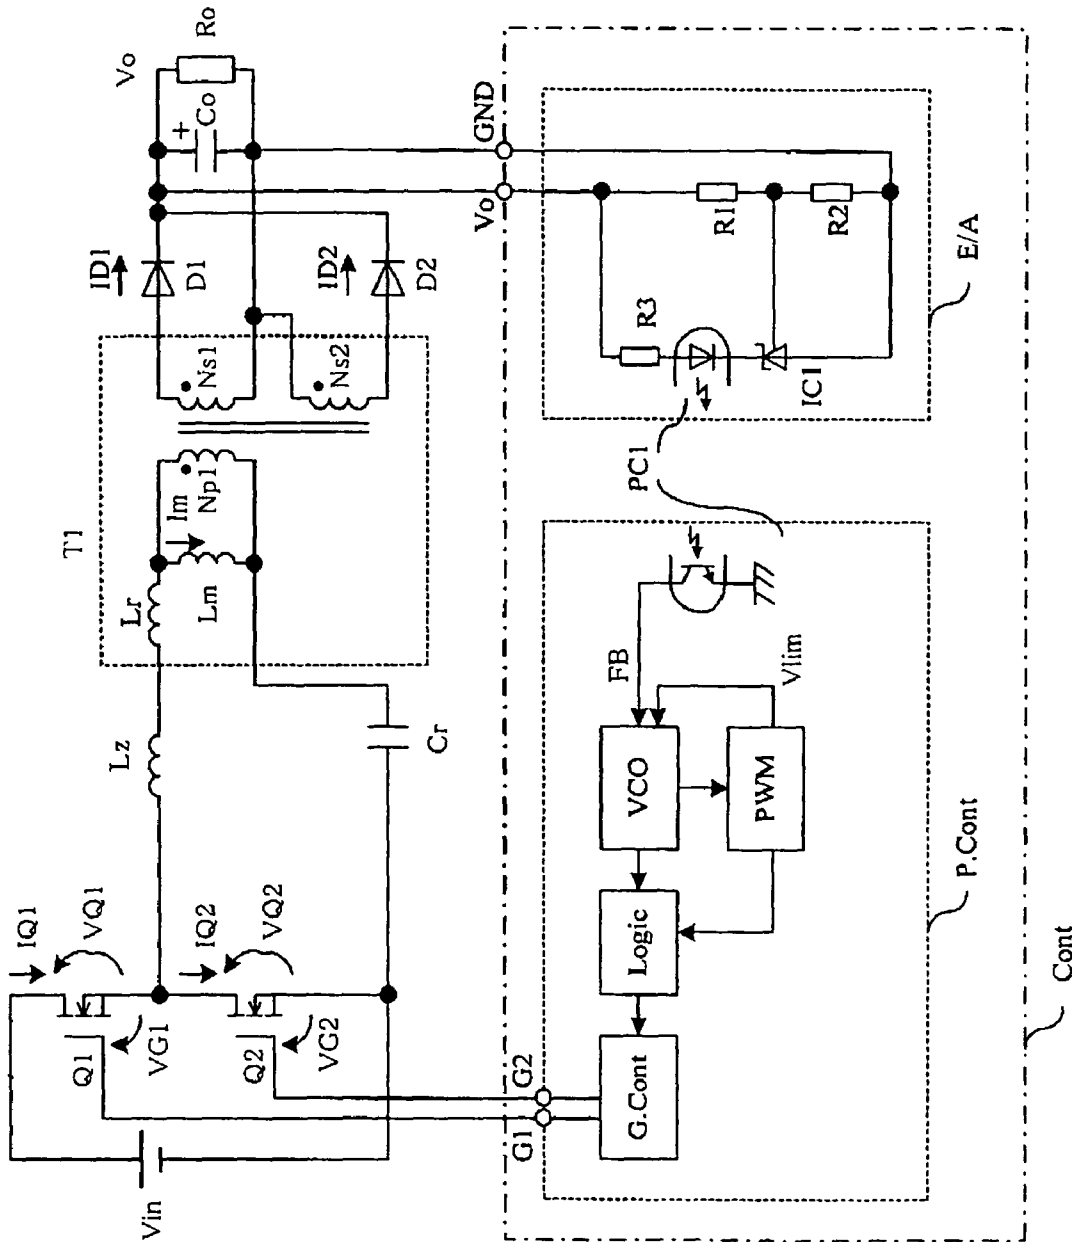 Vin
Q1
VG1
IQ1
VQ1
Q2
VG2
IQ2
VQ2
Lz
Cr
T1
Lr
Lm
Im
Np1
Ns1
Ns2
ID1
D1
ID2
D2
Vo
Co
+
Ro
G1
G2
Vo
GND
G.Cont
Logic
VCO
PWM
FB
Vlim
PC1
R3
IC1
R1
R2
E/A
P.Cont
Cont